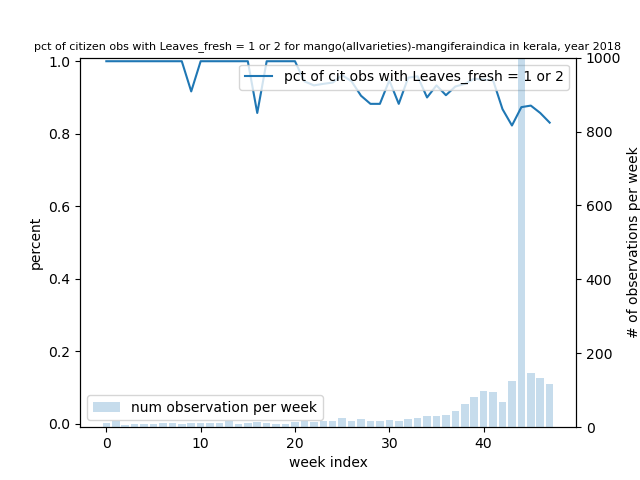 pct of citizen obs with Leaves_fresh = 1 or 2 for mango(allvarieties)-mangiferaindica in kerala, year 2018
pct of cit obs with Leaves_fresh = 1 or 2
percent
1.0
0.8
0.6
0.4
0.2
0.0
# of observations per week
1000
800
600
400
200
0
num observation per week
0 10 20 30 40
week index